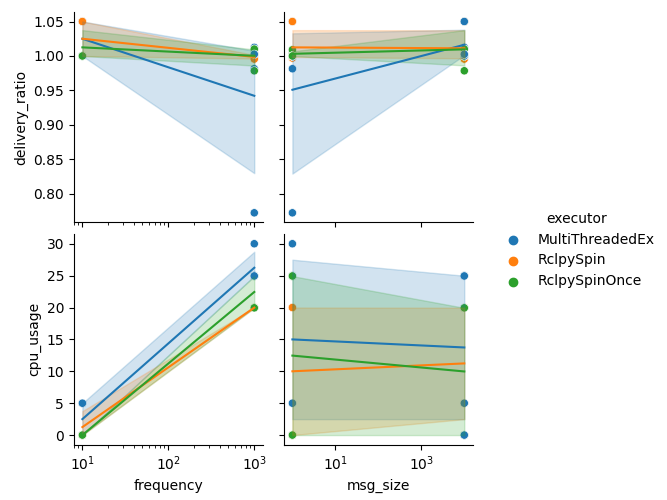 1.05
1.00
0.95
0.90
0.85
0.80
delivery_ratio
executor
MultiThreadedEx
RclpySpin
RclpySpinOnce
30
25
20
15
10
5
0
cpu_usage
10¹ 10² 10³
frequency
10¹ 10³
msg_size